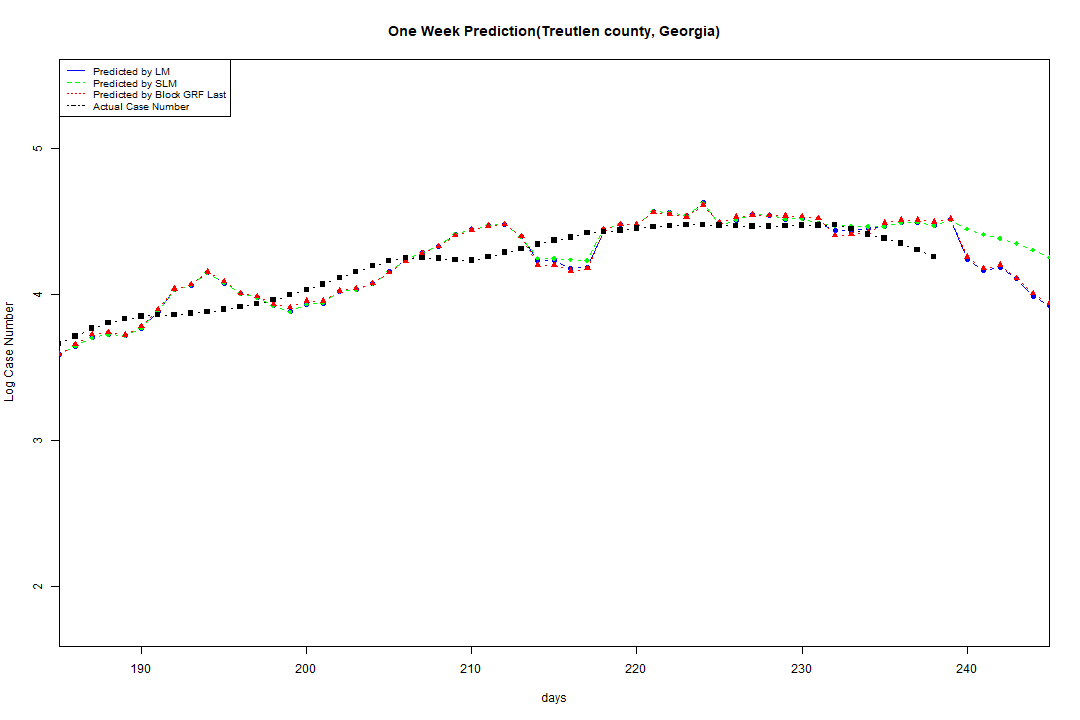 One Week Prediction(Treutlen county, Georgia)
Predicted by LM
Predicted by SLM
Predicted by Block GRF Last
Actual Case Number
5
4
3
2
Log Case Number
190 200 210 220 230 240
days